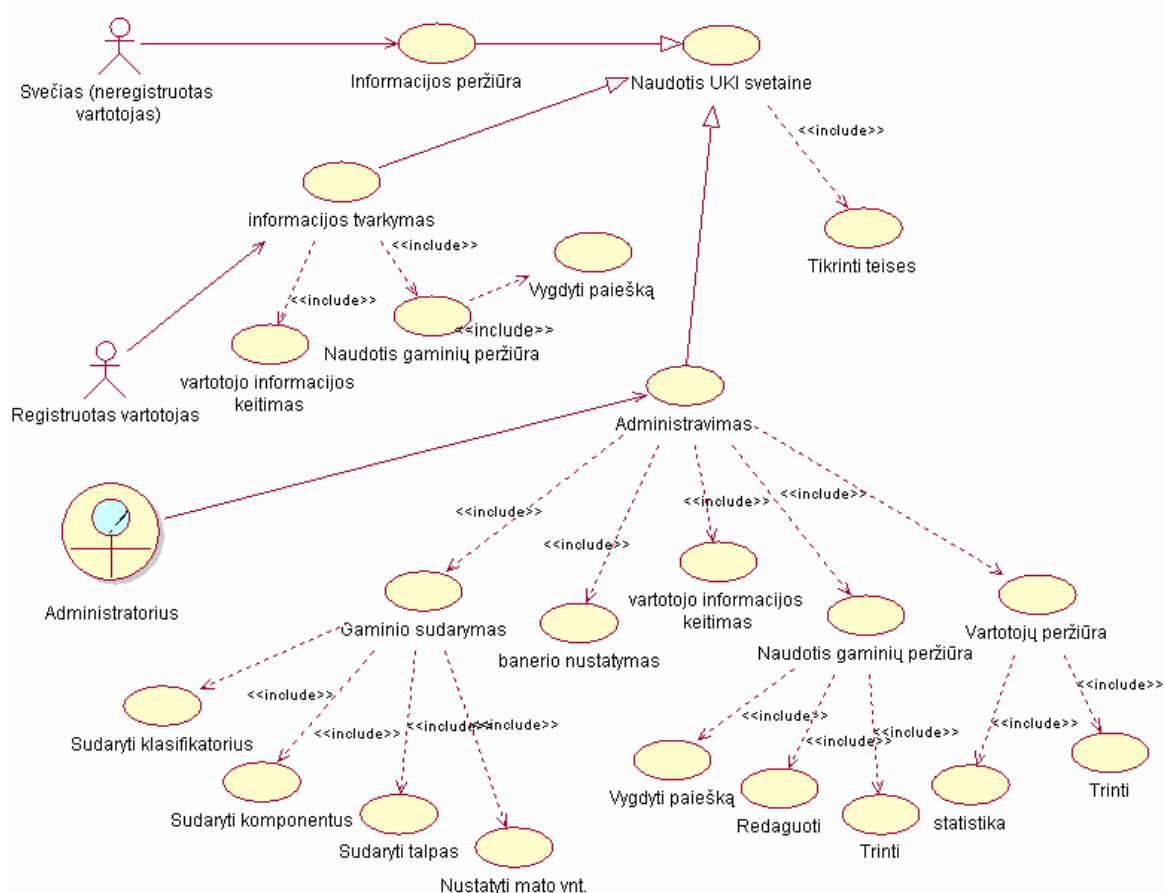 Svečias (neregistruotas
vartotojas)
Informacijos peržiūra
Naudotis UKI svetaine
<<include>>
Tikrinti teises
informacijos tvarkymas
<<include>>
<<include>>
Vygdyti paiešką
<<include>>
Naudotis gaminių peržiūra
vartotojo informacijos
keitimas
Registruotas vartotojas
Administravimas
Administratorius
<<include>>
<<include>>
<<include>>
<<include>>
<<include>>
Gaminio sudarymas
banerio nustatymas
vartotojo informacijos
keitimas
Naudotis gaminių peržiūra
Vartotojų peržiūra
<<include>>
<<include>>
<<include>>
<<include>>
Sudaryti klasifikatorius
Sudaryti komponentus
Sudaryti talpas
Nustatyti mato vnt.
<<include>>
<<include>>
<<include>>
<<include>>
<<include>>
Vygdyti paiešką
Redaguoti
Trinti
statistika
Trinti